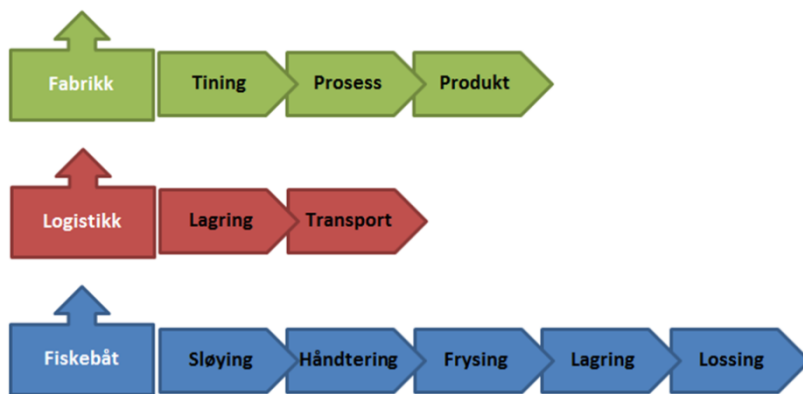 Fabrikk Tining Prosess Produkt
Logistikk Lagring Transport
Fiskebåt Sløying Håndtering Frysing Lagring Lossing